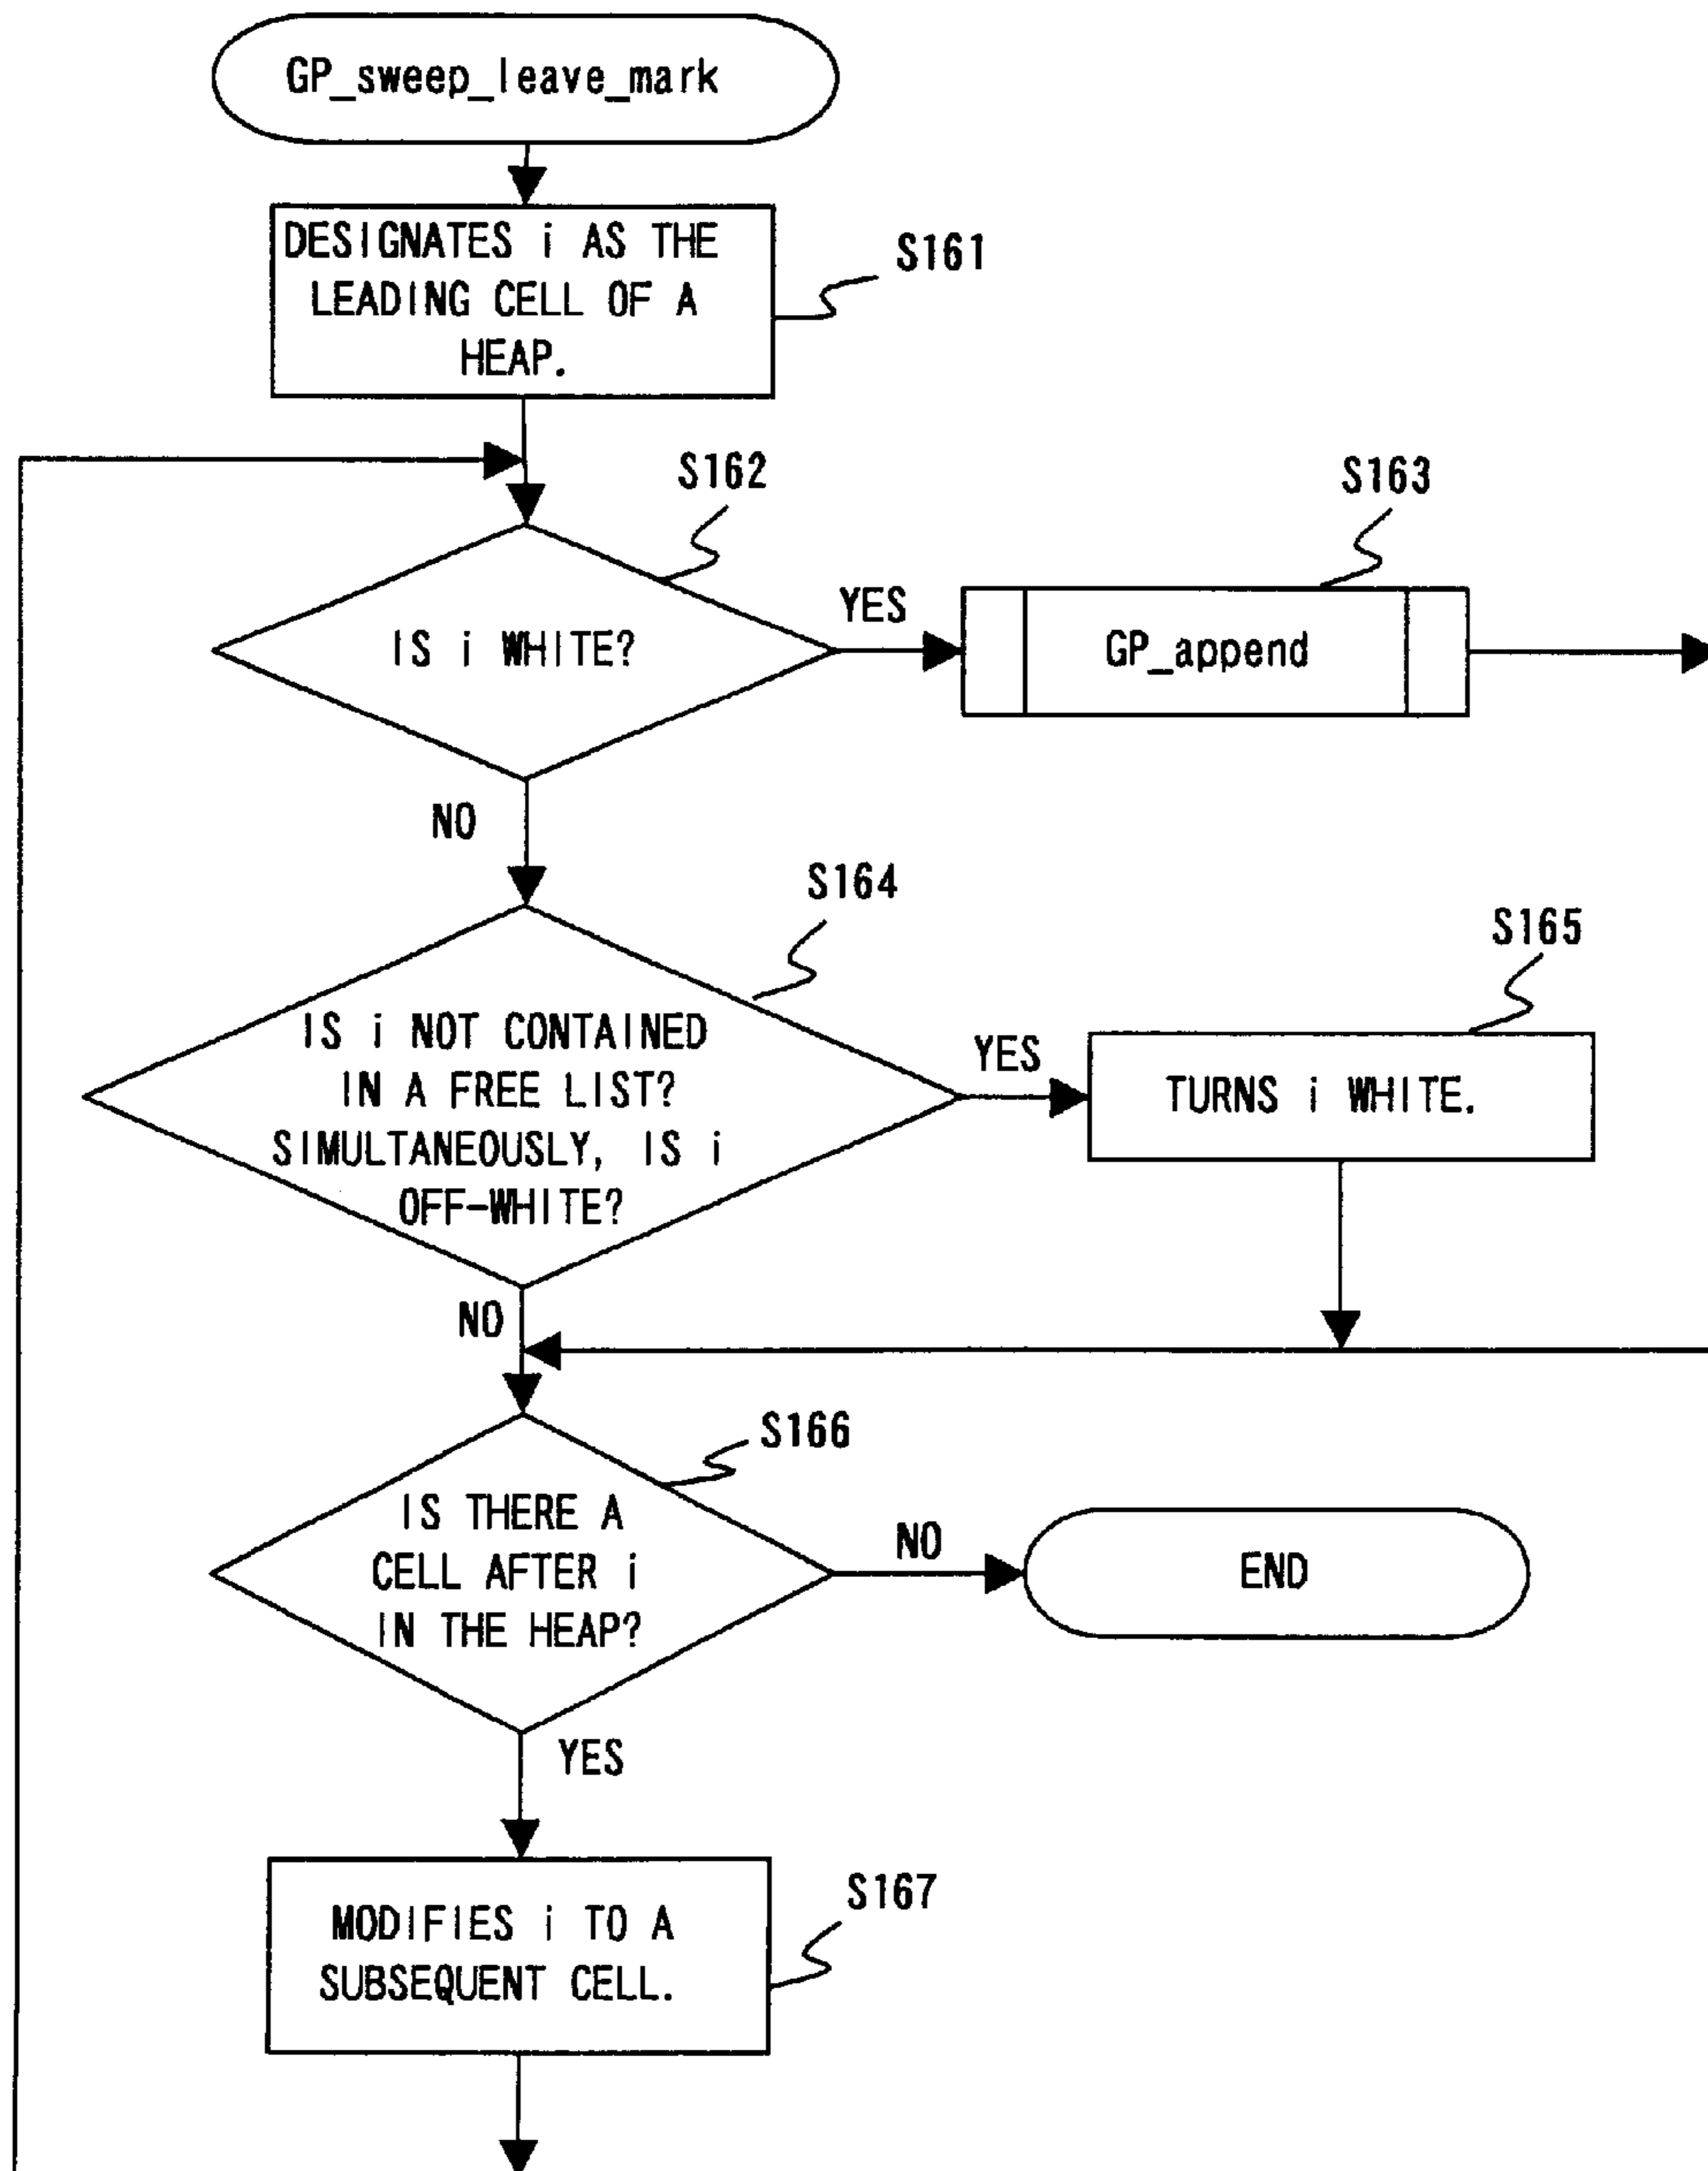 GP_sweep_leave_mark
DESIGNATES i AS THE
LEADING CELL OF A
HEAP.
S161
S162
S163
IS i WHITE?
YES
GP_append
NO
S164
S165
IS i NOT CONTAINED
IN A FREE LIST?
SIMULTANEOUSLY, IS i
OFF-WHITE?
YES
TURNS i WHITE.
NO
S166
IS THERE A
CELL AFTER i
IN THE HEAP?
NO
END
YES
S167
MODIFIES i TO A
SUBSEQUENT CELL.